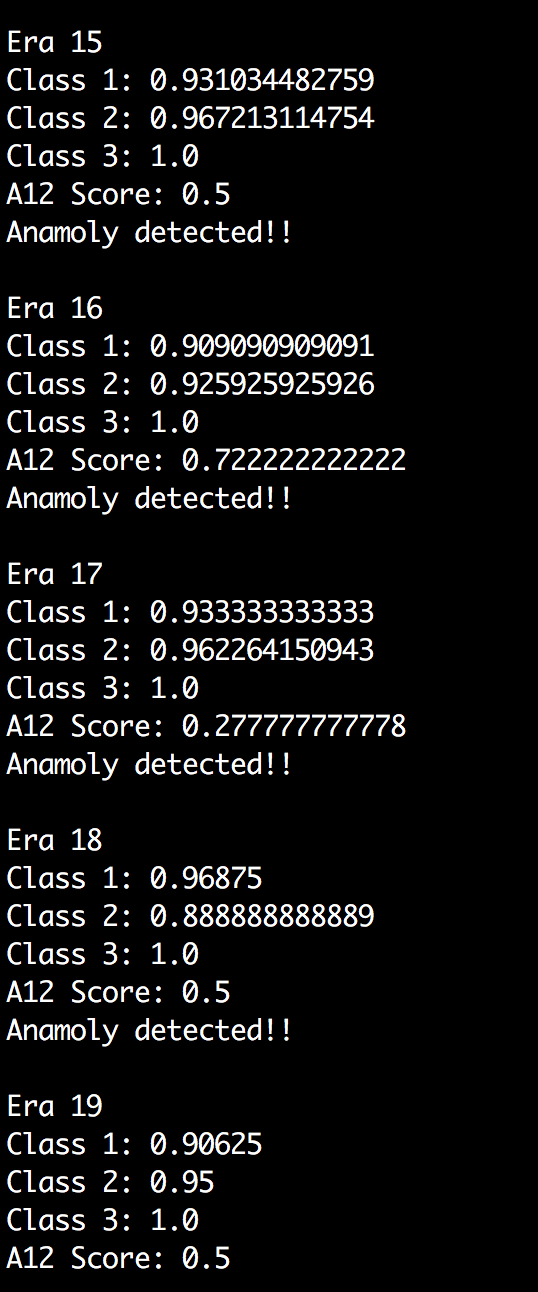 Era 15
Class 1: 0.931034482759
Class 2: 0.967213114754
Class 3: 1.0
A12 Score: 0.5
Anamoly detected!!
Era 16
Class 1: 0.909090909091
Class 2: 0.925925925926
Class 3: 1.0
A12 Score: 0.722222222222
Anamoly detected!!
Era 17
Class 1: 0.933333333333
Class 2: 0.962264150943
Class 3: 1.0
A12 Score: 0.277777777778
Anamoly detected!!
Era 18
Class 1: 0.96875
Class 2: 0.888888888889
Class 3: 1.0
A12 Score: 0.5
Anamoly detected!!
Era 19
Class 1: 0.90625
Class 2: 0.95
Class 3: 1.0
A12 Score: 0.5